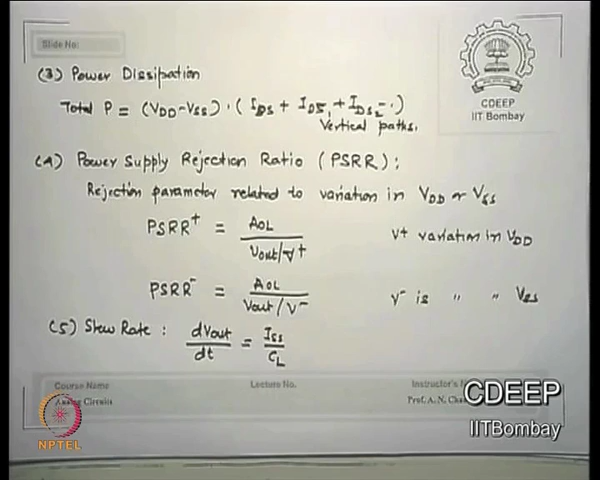 Slide No:
CDEEP
IIT Bombay
(3) Power Dissipation
Total P = (VDD-VSS) . ( IDS + IDS1 + IDS2 -. )
Vertical paths.
(4) Power Supply Rejection Ratio (PSRR) :
Rejection parameter related to variation in VDD or VSS
PSRR+ = AOL / Vout/v+ v+ variation in VDD
PSRR- = AOL / Vout/v- v- is " " VSS
(5) Slew Rate : dVout/dt = ISS/CL
Course Name
Lecture No.
Instructor's
Analog Circuits
Prof. A. N.
NPTEL
CDEEP
IIT Bombay